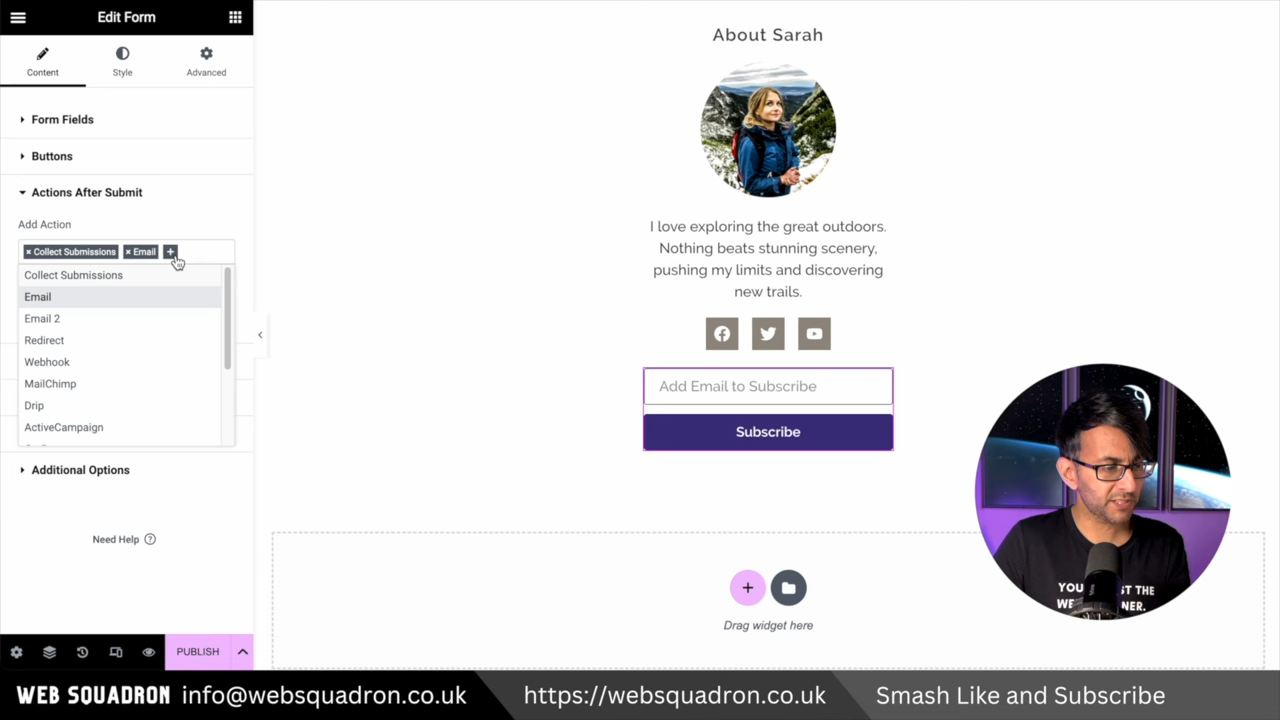 Edit Form
Content
Style
Advanced
Form Fields
Buttons
Actions After Submit
Add Action
× Collect Submissions
× Email
+
Collect Submissions
Email
Email 2
Redirect
Webhook
MailChimp
Drip
ActiveCampaign
Additional Options
Need Help ?
PUBLISH
About Sarah
I love exploring the great outdoors.
Nothing beats stunning scenery,
pushing my limits and discovering
new trails.
Add Email to Subscribe
Subscribe
+
Drag widget here
WEB SQUADRON info@websquadron.co.uk
https://websquadron.co.uk
Smash Like and Subscribe